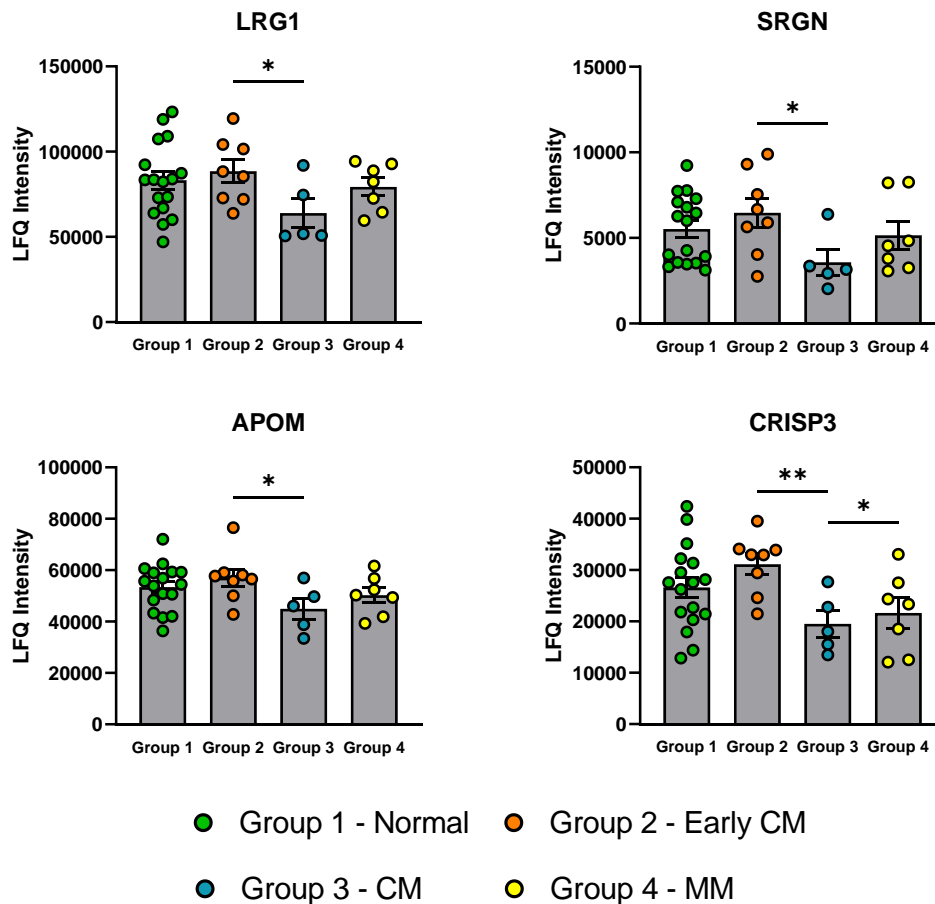 LRG1
LFQ Intensity
150000
100000
50000
0
*
Group 1 Group 2 Group 3 Group 4
SRGN
LFQ Intensity
15000
10000
5000
0
*
Group 1 Group 2 Group 3 Group 4
APOM
LFQ Intensity
100000
80000
60000
40000
20000
0
*
Group 1 Group 2 Group 3 Group 4
CRISP3
LFQ Intensity
50000
40000
30000
20000
10000
0
**
*
Group 1 Group 2 Group 3 Group 4
Group 1 - Normal
Group 2 - Early CM
Group 3 - CM
Group 4 - MM